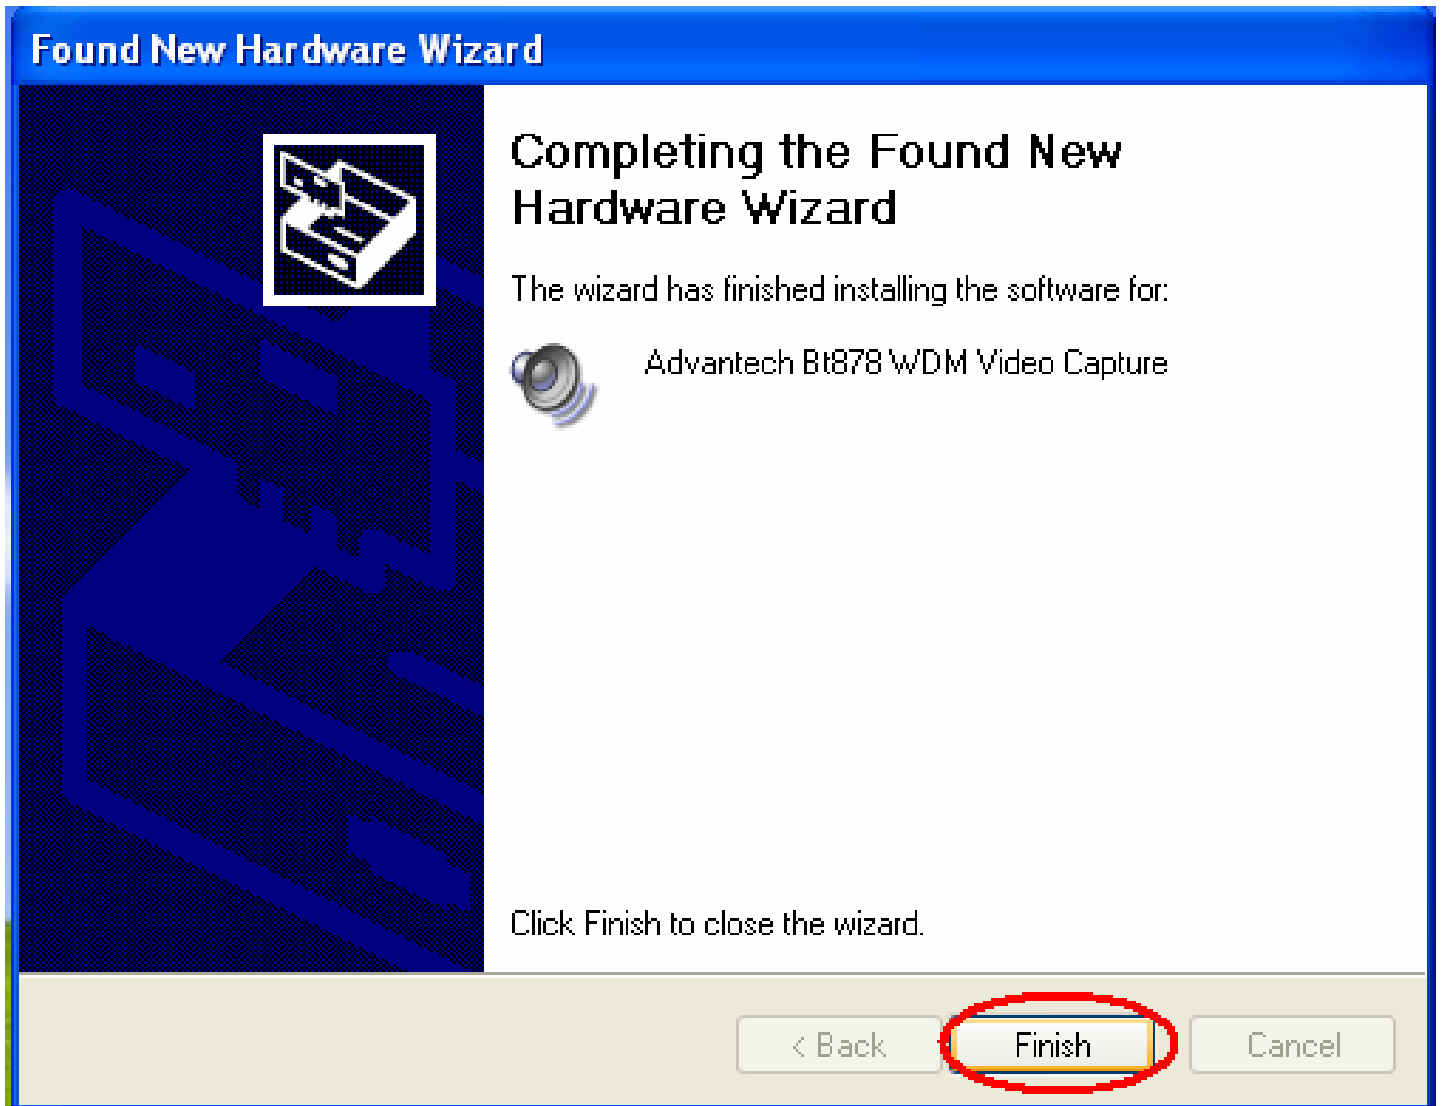 Found New Hardware Wizard
Completing the Found New
Hardware Wizard
The wizard has finished installing the software for:
Advantech Bt878 WDM Video Capture
Click Finish to close the wizard.
< Back
Finish
Cancel